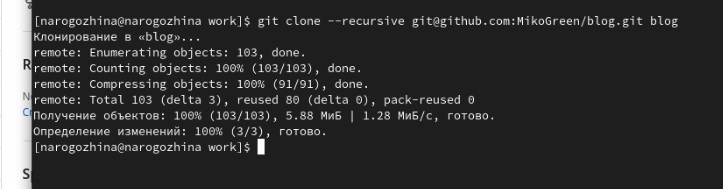 [narogozhina@narogozhina work]$ git clone --recursive git@github.com:MikoGreen/blog.git blog
Клонирование в «blog»...
remote: Enumerating objects: 103, done.
remote: Counting objects: 100% (103/103), done.
remote: Compressing objects: 100% (91/91), done.
remote: Total 103 (delta 3), reused 80 (delta 0), pack-reused 0
Получение объектов: 100% (103/103), 5.88 МиБ | 1.28 МиБ/с, готово.
Определение изменений: 100% (3/3), готово.
[narogozhina@narogozhina work]$